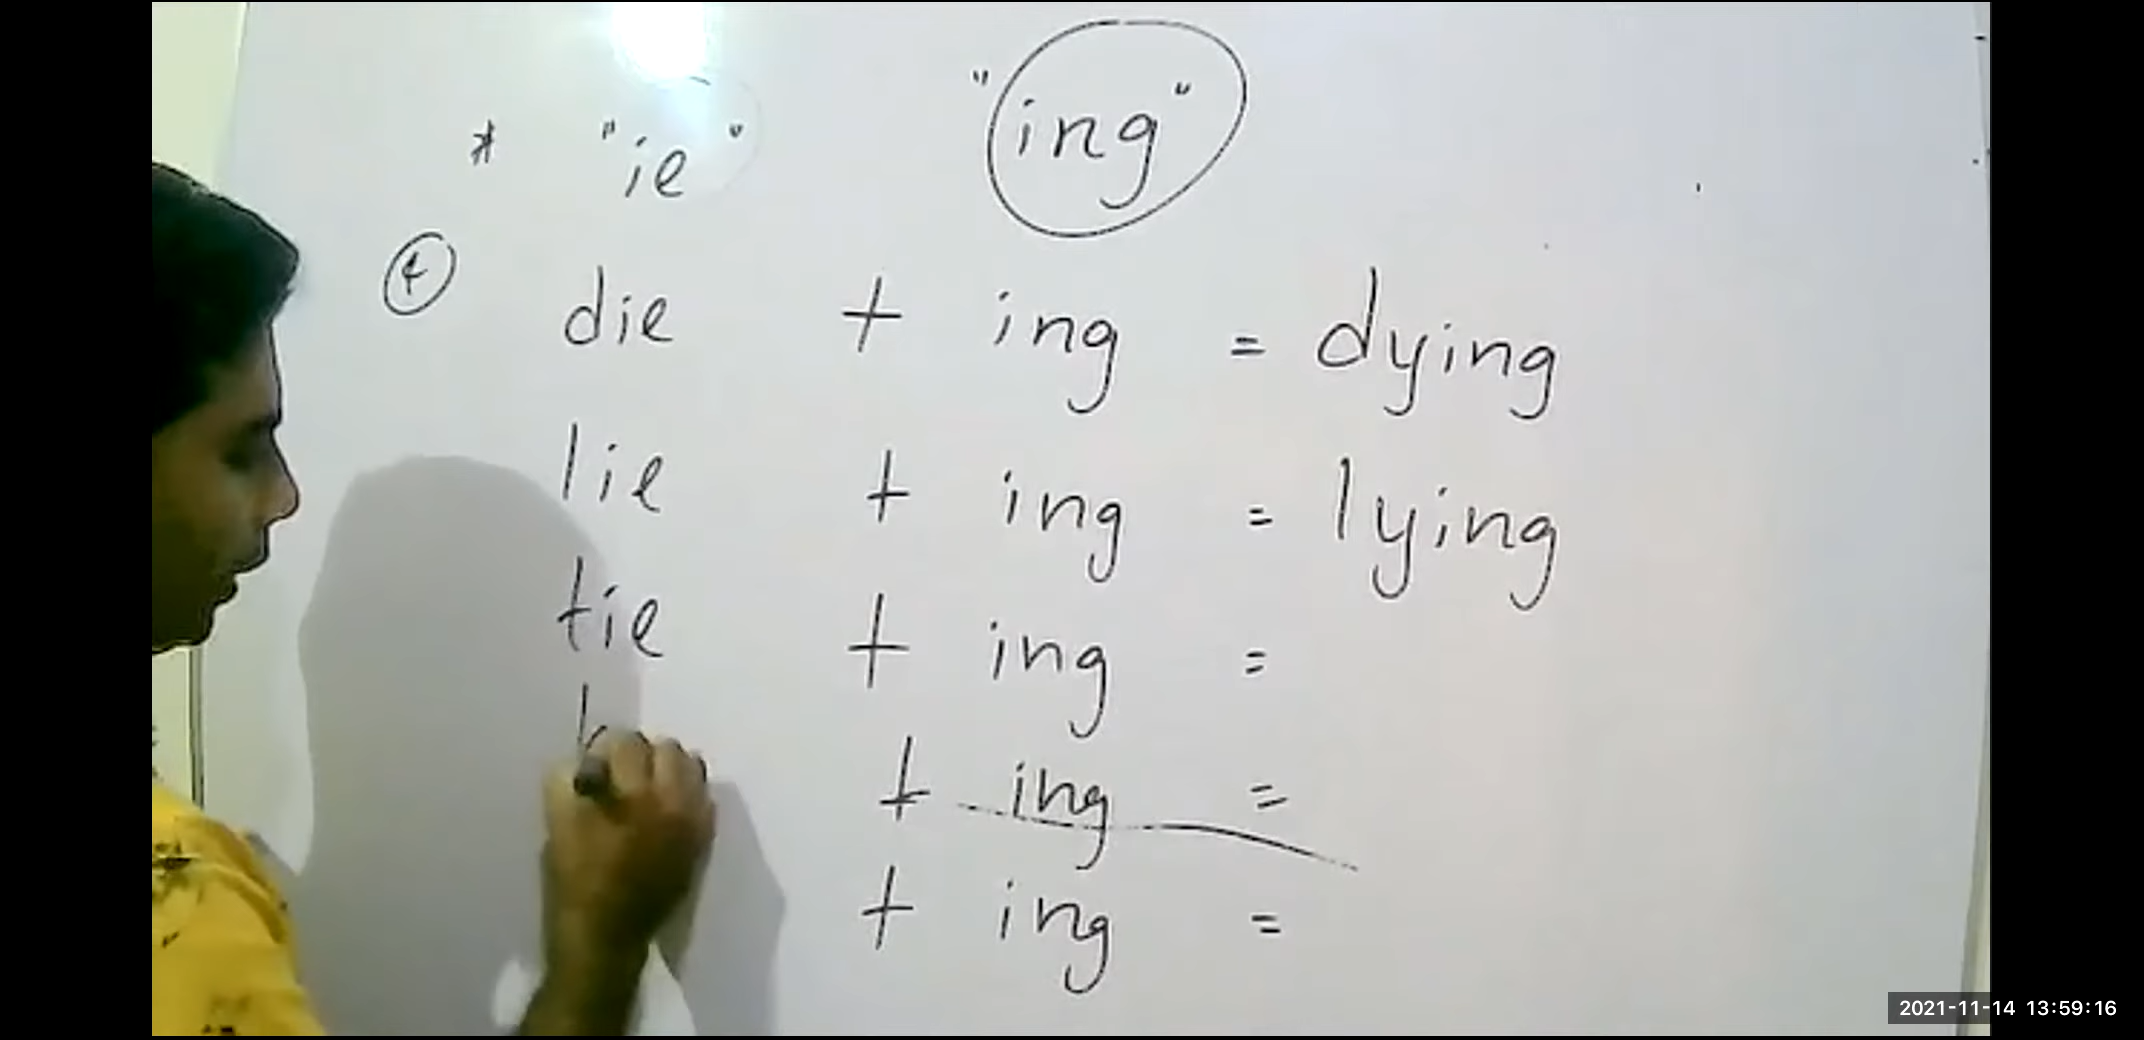 * "ie" "ing"
④ die + ing = dying
lie + ing = lying
tie + ing =
+ ing =
+ ing =
2021-11-14 13:59:16